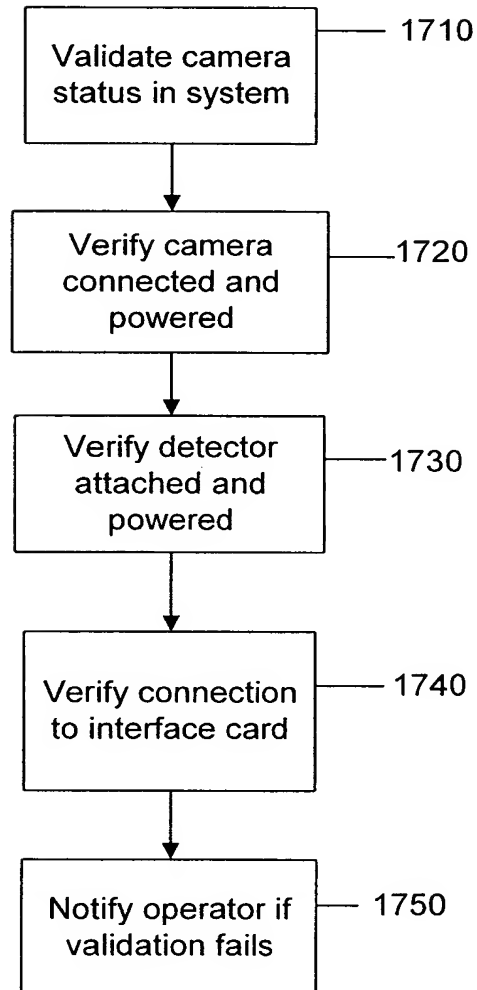 Validate camera
status in system
1710
Verify camera
connected and
powered
1720
Verify detector
attached and
powered
1730
Verify connection
to interface card
1740
Notify operator if
validation fails
1750